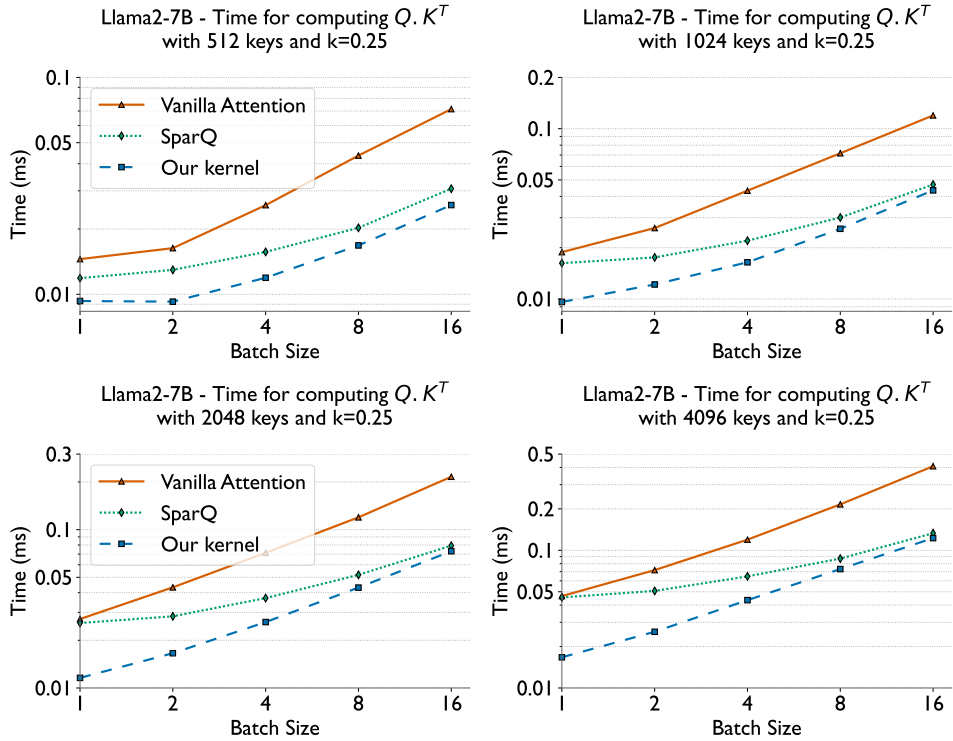 Llama2-7B - Time for computing Q. K^T
with 512 keys and k=0.25
0.1
0.05
0.01
Time (ms)
Vanilla Attention
SparQ
Our kernel
1 2 4 8 16
Batch Size
Llama2-7B - Time for computing Q. K^T
with 1024 keys and k=0.25
0.2
0.1
0.05
0.01
Time (ms)
1 2 4 8 16
Batch Size
Llama2-7B - Time for computing Q. K^T
with 2048 keys and k=0.25
0.3
0.1
0.05
0.01
Time (ms)
Vanilla Attention
SparQ
Our kernel
1 2 4 8 16
Batch Size
Llama2-7B - Time for computing Q. K^T
with 4096 keys and k=0.25
0.5
0.2
0.1
0.05
0.01
Time (ms)
1 2 4 8 16
Batch Size